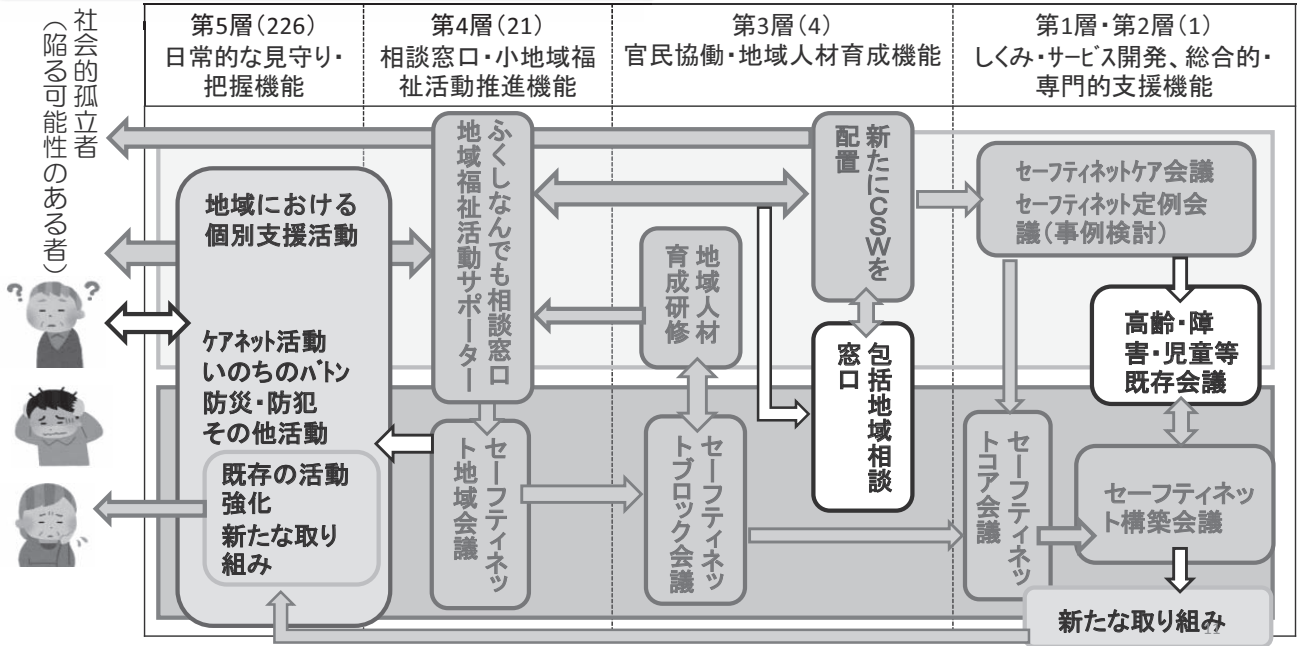 社会的孤立者
(陥る可能性のある者)
第5層(226)
日常的な見守り・
把握機能
第4層(21)
相談窓口・小地域福
祉活動推進機能
第3層(4)
官民協働・地域人材育成機能
第1層・第2層(1)
しくみ・サービス開発、総合的・
専門的支援機能
地域における
個別支援活動
ケアネット活動
いのちのバトン
防災・防犯
その他活動
既存の活動
強化
新たな取り
組み
ふくしなんでも相談窓口
地域福祉活動サポーター
セーフティネッ
ト地域会議
地域人材
育成研修
セーフティネッ
トブロック会議
新たにCSWを
配置
包括地域相談
窓口
セーフティネットケア会議
セーフティネット定例会
議(事例検討)
高齢・障
害・児童等
既存会議
セーフティネッ
トコア会議
セーフティネッ
ト構築会議
新たな取り組み
11